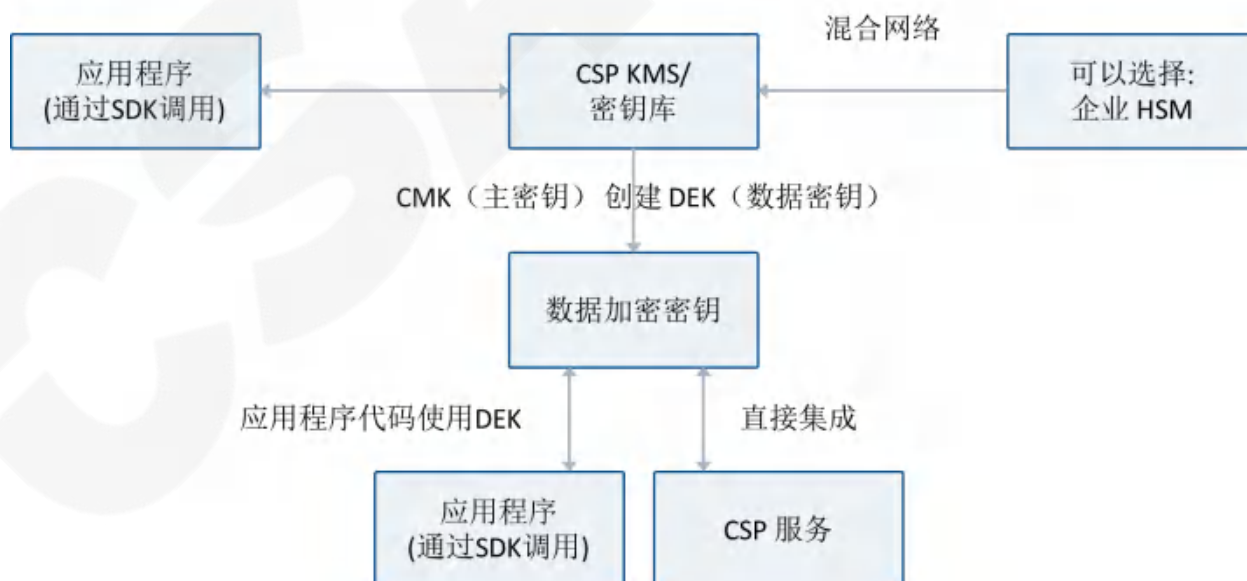 混合网络
应用程序
(通过SDK调用)
CSP KMS/
密钥库
可以选择:
企业 HSM
CMK（主密钥） 创建 DEK（数据密钥）
数据加密密钥
应用程序代码使用DEK
直接集成
应用程序
(通过SDK调用)
CSP 服务